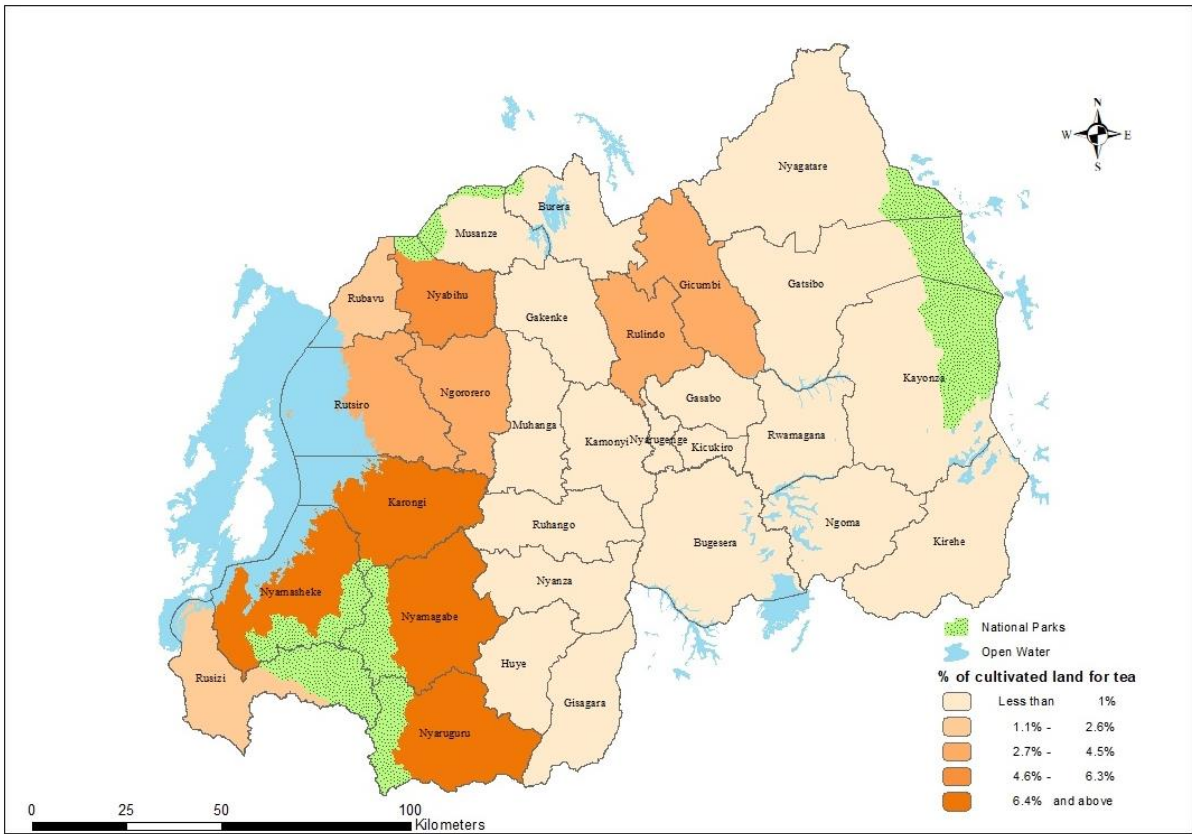 N
W E
S
Nyagatare
Burera
Musanze
Gicumbi
Gatsibo
Rubavu
Nyabihu
Gakenke
Rulindo
Kayonza
Ngororero
Rutsiro
Gasabo
Muhanga
Kamonyi
Nyarugenge
Kicukiro
Rwamagana
Karongi
Ruhango
Bugesera
Ngoma
Kirehe
Nyanza
Nyamasheke
Nyamagabe
Huye
Rusizi
Gisagara
Nyaruguru
National Parks
Open Water
% of cultivated land for tea
Less than 1%
1.1% - 2.6%
2.7% - 4.5%
4.6% - 6.3%
6.4% and above
0 25 50 100
Kilometers